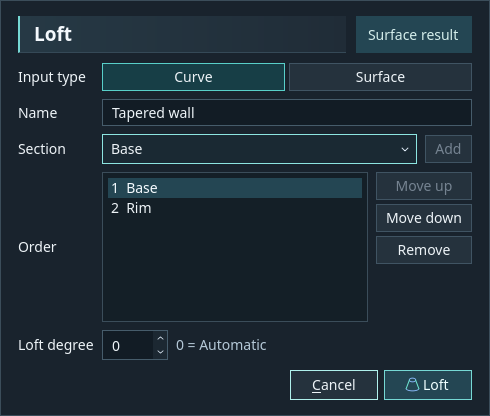 Loft
Surface result
Input type
Curve
Surface
Name
Tapered wall
Section
Base
Add
1 Base
2 Rim
Move up
Move down
Remove
Order
Loft degree
0
0 = Automatic
Cancel
Loft